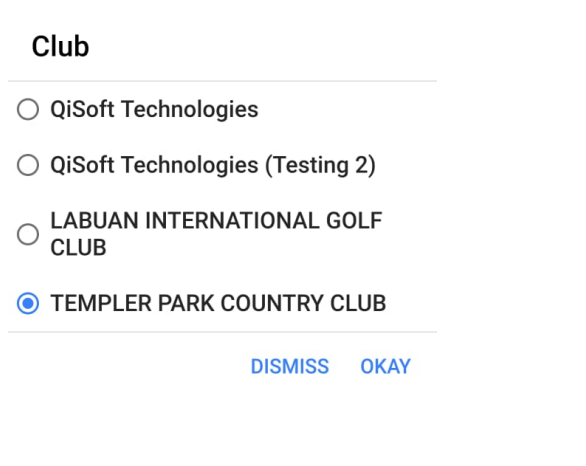 Club
QiSoft Technologies
QiSoft Technologies (Testing 2)
LABUAN INTERNATIONAL GOLF
CLUB
TEMPLER PARK COUNTRY CLUB
DISMISS OKAY